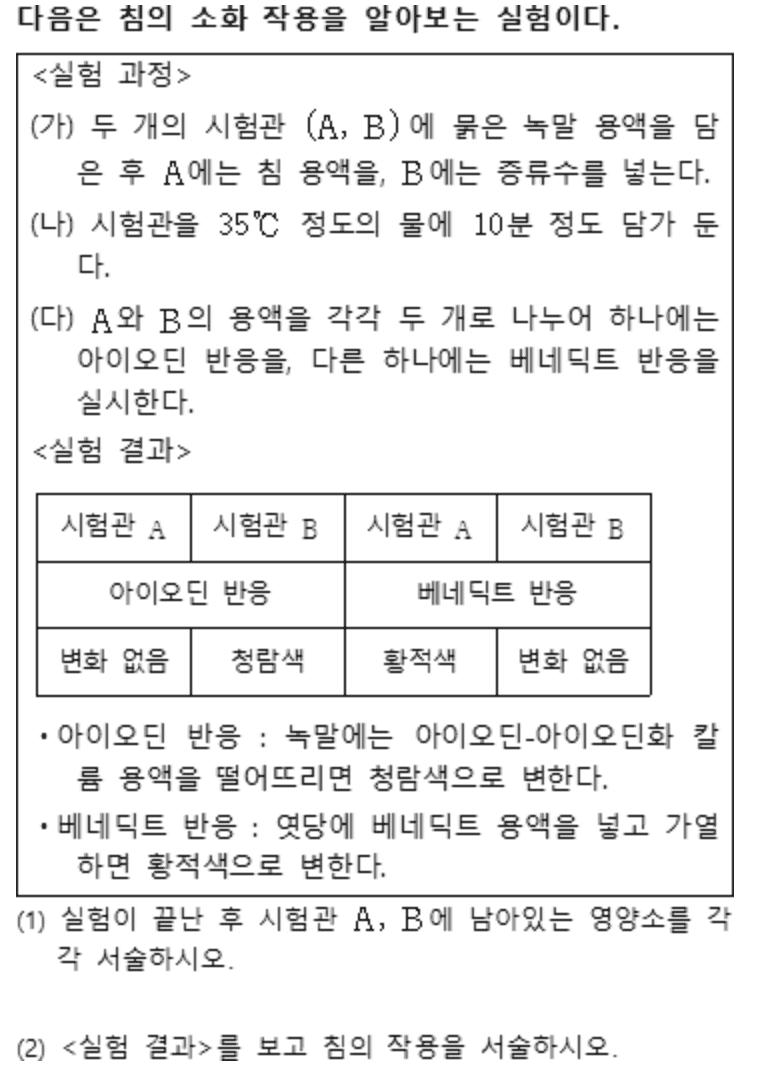 다음은 침의 소화 작용을 알아보는 실험이다.
<실험 과정>
(가) 두 개의 시험관 (A, B)에 묽은 녹말 용액을 담
은 후 A에는 침 용액을, B에는 증류수를 넣는다.
(나) 시험관을 35℃ 정도의 물에 10분 정도 담가 둔
다.
(다) A와 B의 용액을 각각 두 개로 나누어 하나에는
아이오딘 반응을, 다른 하나에는 베네딕트 반응을
실시한다.
<실험 결과>
시험관 A 시험관 B 시험관 A 시험관 B
아이오딘 반응 베네딕트 반응
변화 없음 청람색 황적색 변화 없음
・아이오딘 반응 : 녹말에는 아이오딘-아이오딘화 칼
륨 용액을 떨어뜨리면 청람색으로 변한다.
・베네딕트 반응 : 엿당에 베네딕트 용액을 넣고 가열
하면 황적색으로 변한다.
(1) 실험이 끝난 후 시험관 A, B에 남아있는 영양소를 각
각 서술하시오.
(2) <실험 결과>를 보고 침의 작용을 서술하시오.